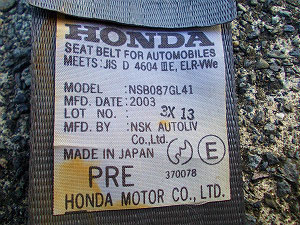 HONDA
SEAT BELT FOR AUTOMOBILES
MEETS: JIS D 4604 ⅢE, ELR-VWe
MODEL :NSB087GL41
MFD. DATE:2003
LOT NO. : 3X 13
MFD. BY :NSK AUTOLIV
Co., Ltd.
MADE IN JAPAN
E
PRE 370078
HONDA MOTOR CO., LTD.